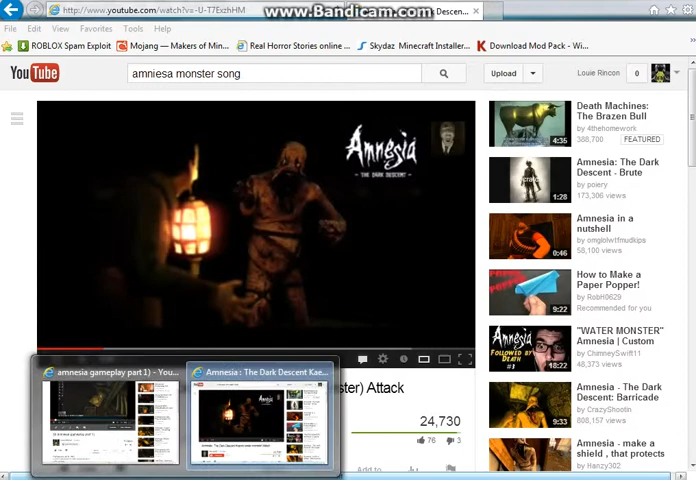 http://www.youtube.com/watch?v=-U-T7EzchHM
www.Bandicam.com
Descen...
File Edit View Favorites Tools Help
ROBLOX Spam Exploit
Mojang — Makers of Min...
Real Horror Stories online ...
Skydaz Minecraft Installer...
Download Mod Pack - Wi...
YouTube
amniesa monster song
Upload
Louie Rincon
0
Amnesia
THE DARK DESCENT
4:35
Death Machines:
The Brazen Bull
by 4thehomework
388,700
FEATURED
1:28
Amnesia: The Dark
Descent - Brute
by poiery
173,306 views
0:46
Amnesia in a
nutshell
58,100 views
9:22
How to Make a
Paper Popper!
by RobH0629
Recommended for you
Amnesia
FOLLOWED BY
DEATH
18:22
"WATER MONSTER"
Amnesia | Custom
by ChimneySwift11
48,373 views
9:33
Amnesia - The Dark
Descent: Barricade
by CrazyShootin
808,157 views
Amnesia - make a
shield , that protects
by Hanzy302
amnesia gameplay part 1) - You...
Amnesia : The Dark Descent Kae...
ster) Attack
24,730
76
3
Add to